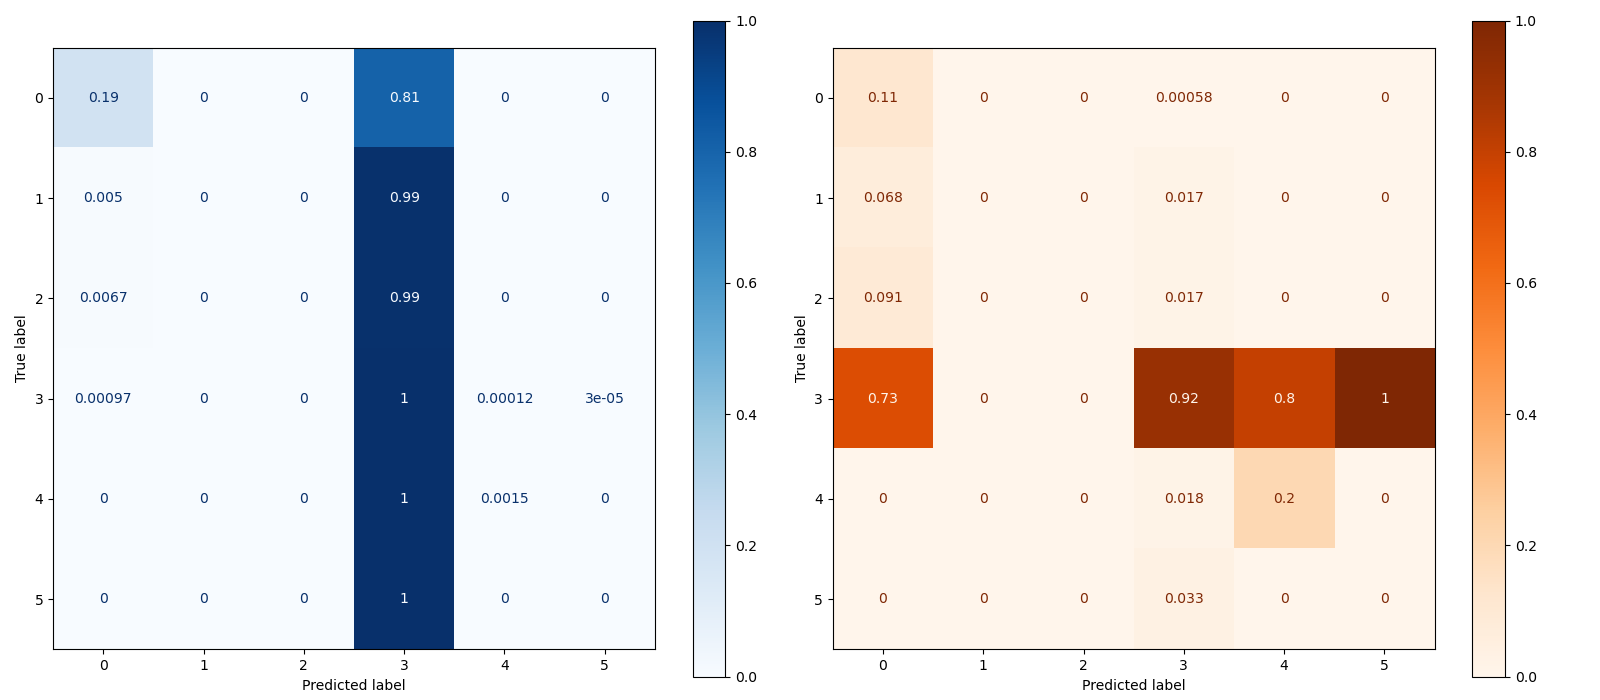 1.0
0.8
0.6
0.4
0.2
0.0
0 0.19 0 0 0.81 0 0
1 0.005 0 0 0.99 0 0
2 0.0067 0 0 0.99 0 0
3 0.00097 0 0 1 0.00012 3e-05
4 0 0 0 1 0.0015 0
5 0 0 0 1 0 0
0 1 2 3 4 5
True label
Predicted label
1.0
0.8
0.6
0.4
0.2
0.0
0 0.11 0 0 0.00058 0 0
1 0.068 0 0 0.017 0 0
2 0.091 0 0 0.017 0 0
3 0.73 0 0 0.92 0.8 1
4 0 0 0 0.018 0.2 0
5 0 0 0 0.033 0 0
0 1 2 3 4 5
True label
Predicted label